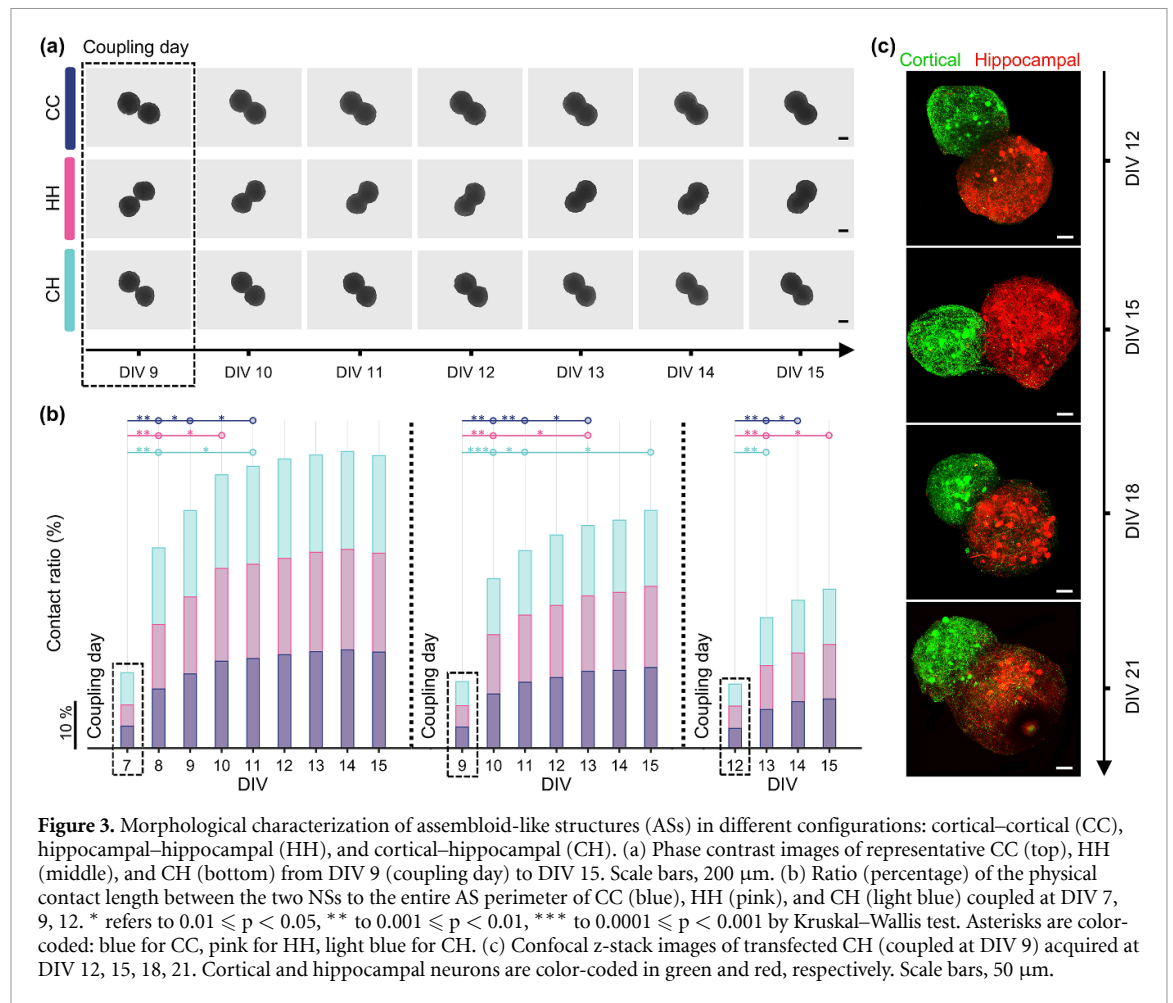 (a) Coupling day
CC
HH
CH
DIV 9 DIV 10 DIV 11 DIV 12 DIV 13 DIV 14 DIV 15
(b)
** * *
** *
** *
** ** *
** *
*** * *
** *
** *
**
Contact ratio (%)
10 %
Coupling day
Coupling day
Coupling day
7 8 9 10 11 12 13 14 15
DIV
9 10 11 12 13 14 15
DIV
12 13 14 15
DIV
(c)
Cortical Hippocampal
DIV 12
DIV 15
DIV 18
DIV 21
Figure 3. Morphological characterization of assembloid-like structures (ASs) in different configurations: cortical–cortical (CC),
hippocampal–hippocampal (HH), and cortical–hippocampal (CH). (a) Phase contrast images of representative CC (top), HH
(middle), and CH (bottom) from DIV 9 (coupling day) to DIV 15. Scale bars, 200 μm. (b) Ratio (percentage) of the physical
contact length between the two NSs to the entire AS perimeter of CC (blue), HH (pink), and CH (light blue) coupled at DIV 7,
9, 12. * refers to 0.01 ⩽ p < 0.05, ** to 0.001 ⩽ p < 0.01, *** to 0.0001 ⩽ p < 0.001 by Kruskal–Wallis test. Asterisks are color-
coded: blue for CC, pink for HH, light blue for CH. (c) Confocal z-stack images of transfected CH (coupled at DIV 9) acquired at
DIV 12, 15, 18, 21. Cortical and hippocampal neurons are color-coded in green and red, respectively. Scale bars, 50 μm.